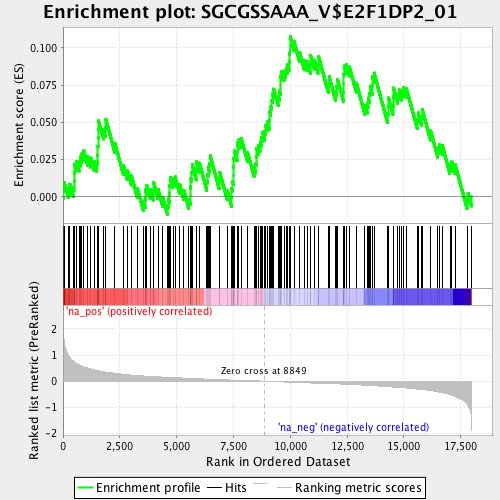 Enrichment plot: SGCGSSAAA_V$E2F1DP2_01
Enrichment score (ES)
0.100
0.075
0.050
0.025
0.000
'na_pos' (positively correlated)
Ranked list metric (PreRanked)
2
1
0
-1
-2
Zero cross at 8849
'na_neg' (negatively correlated)
0
2,500
5,000
7,500
10,000
12,500
15,000
17,500
Rank in Ordered Dataset
Enrichment profile
Hits
Ranking metric scores